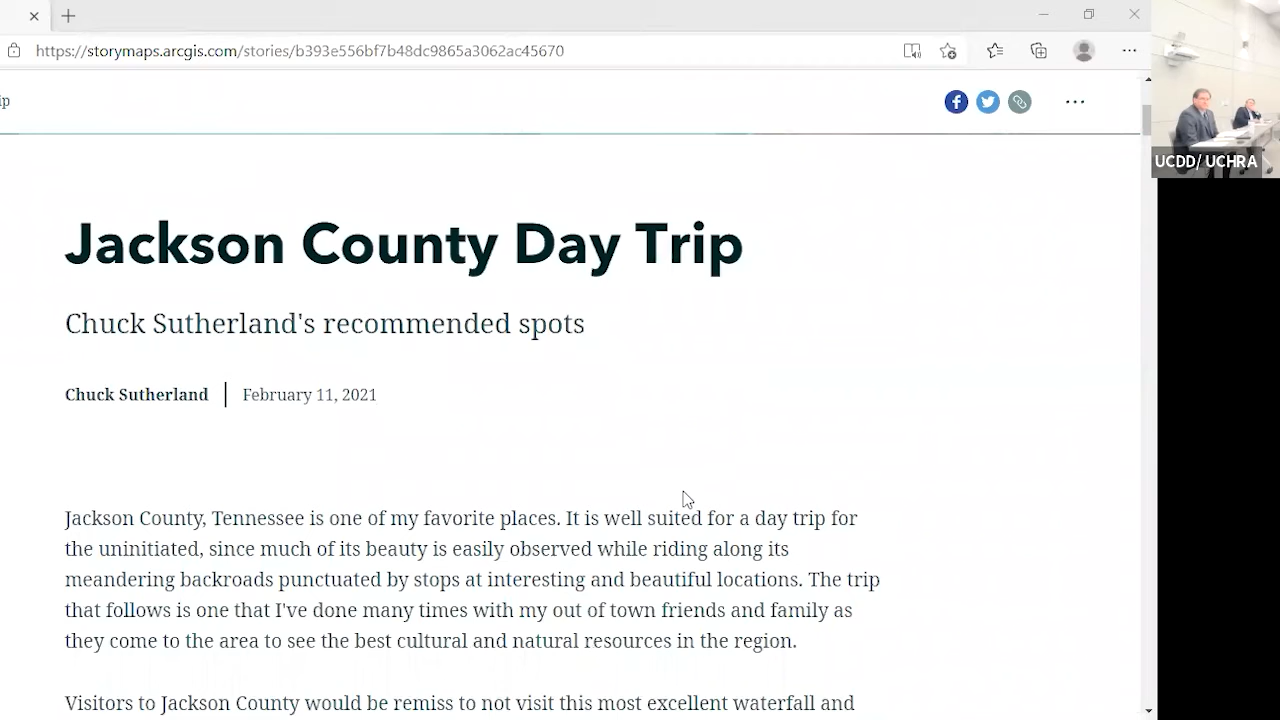 https://storymaps.arcgis.com/stories/b393e556bf7b48dc9865a3062ac45670
ip
UCDD/ UCHRA
Jackson County Day Trip
Chuck Sutherland's recommended spots
Chuck Sutherland | February 11, 2021
Jackson County, Tennessee is one of my favorite places. It is well suited for a day trip for
the uninitiated, since much of its beauty is easily observed while riding along its
meandering backroads punctuated by stops at interesting and beautiful locations. The trip
that follows is one that I've done many times with my out of town friends and family as
they come to the area to see the best cultural and natural resources in the region.
Visitors to Jackson County would be remiss to not visit this most excellent waterfall and